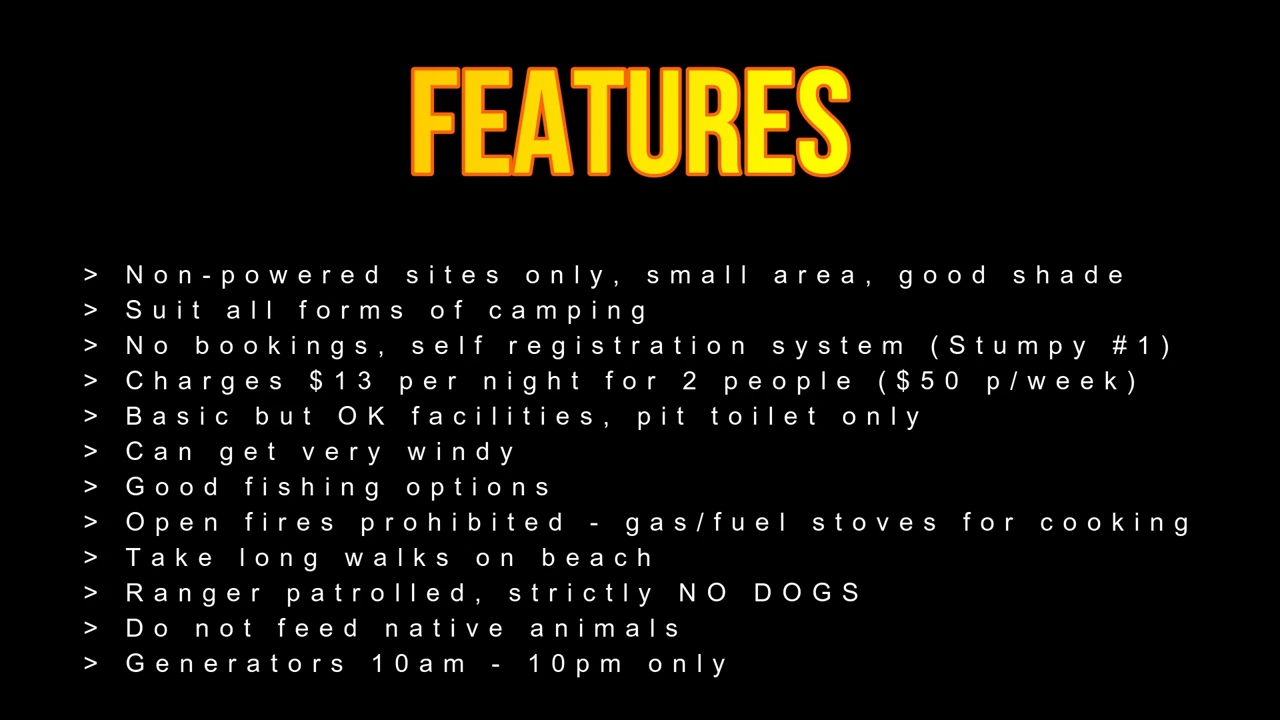 FEATURES
> Non-powered sites only, small area, good shade
> Suit all forms of camping
> No bookings, self registration system (Stumpy #1)
> Charges $13 per night for 2 people ($50 p/week)
> Basic but OK facilities, pit toilet only
> Can get very windy
> Good fishing options
> Open fires prohibited - gas/fuel stoves for cooking
> Take long walks on beach
> Ranger patrolled, strictly NO DOGS
> Do not feed native animals
> Generators 10am - 10pm only